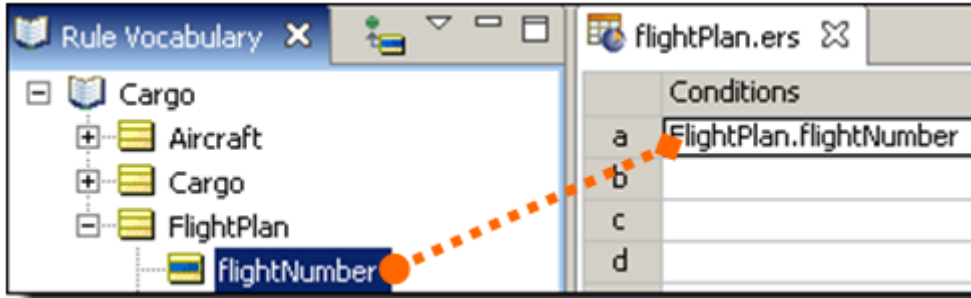 Rule Vocabulary
Cargo
Aircraft
Cargo
FlightPlan
flightNumber
flightPlan.ers
Conditions
a FlightPlan.flightNumber
b
c
d